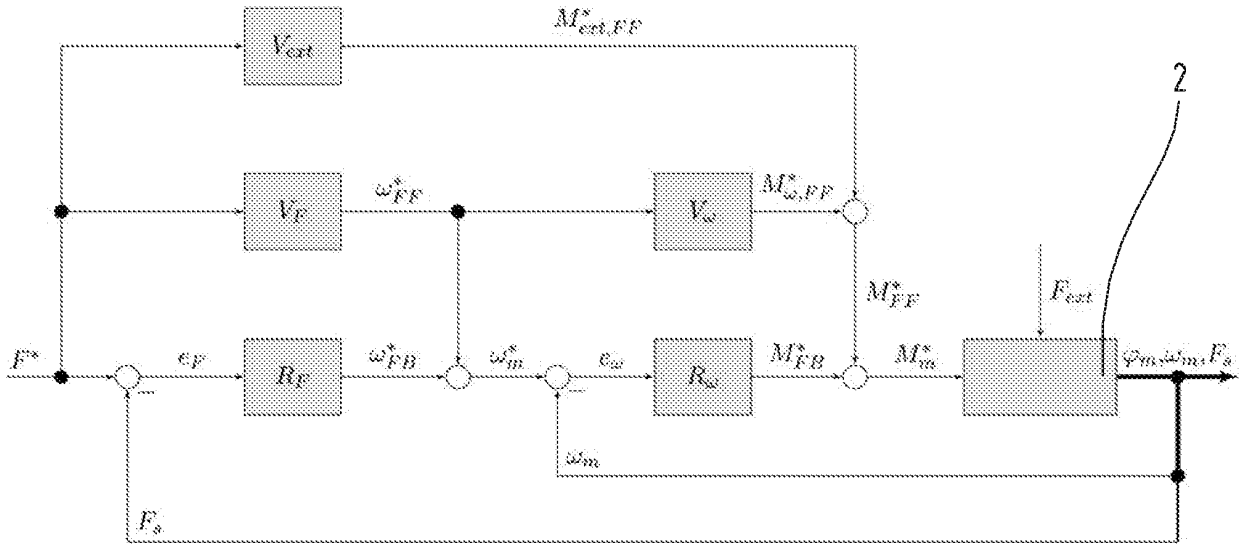 M*ext,FF
Vext
2
ω*FF
M*ω,FF
VF
Vω
M*FF
Fext
F*
eF
ω*FB
ω*m
eω
M*FB
M*m
φm, ωm, Fs
RF
Rω
ωm
Fs